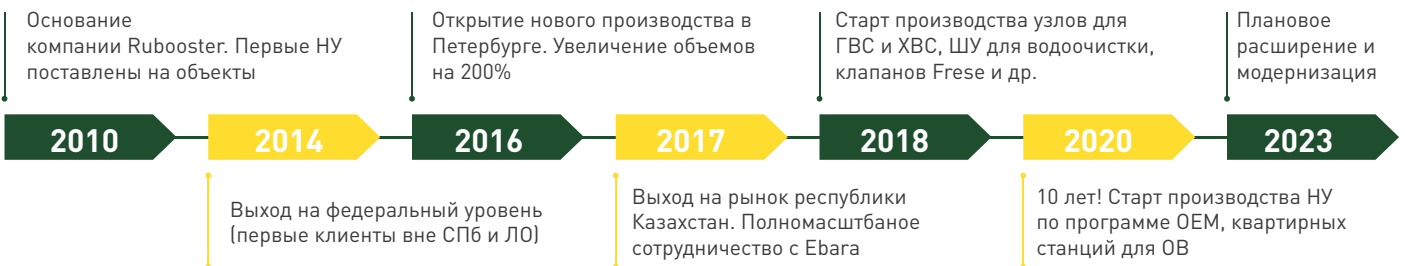 Основание
компании Rubooster. Первые НУ
поставлены на объекты
Открытие нового производства в
Петербурге. Увеличение объемов
на 200%
Старт производства узлов для
ГВС и ХВС, ШУ для водоочистки,
клапанов Frese и др.
Плановое
расширение и
модернизация
2010
2014
2016
2017
2018
2020
2023
Выход на федеральный уровень
(первые клиенты вне СПб и ЛО)
Выход на рынок республики
Казахстан. Полномасштбаное
сотрудничество с Ebara
10 лет! Старт производства НУ
по программе OEM, квартирных
станций для ОВ